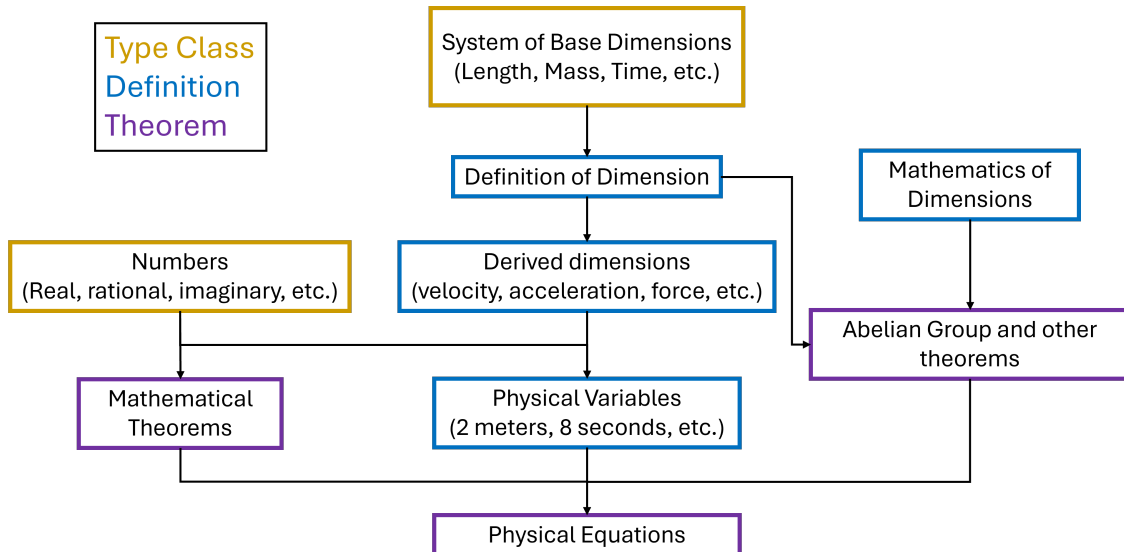 Type Class
Definition
Theorem
System of Base Dimensions
(Length, Mass, Time, etc.)
Definition of Dimension
Mathematics of
Dimensions
Numbers
(Real, rational, imaginary, etc.)
Derived dimensions
(velocity, acceleration, force, etc.)
Abelian Group and other
theorems
Mathematical
Theorems
Physical Variables
(2 meters, 8 seconds, etc.)
Physical Equations